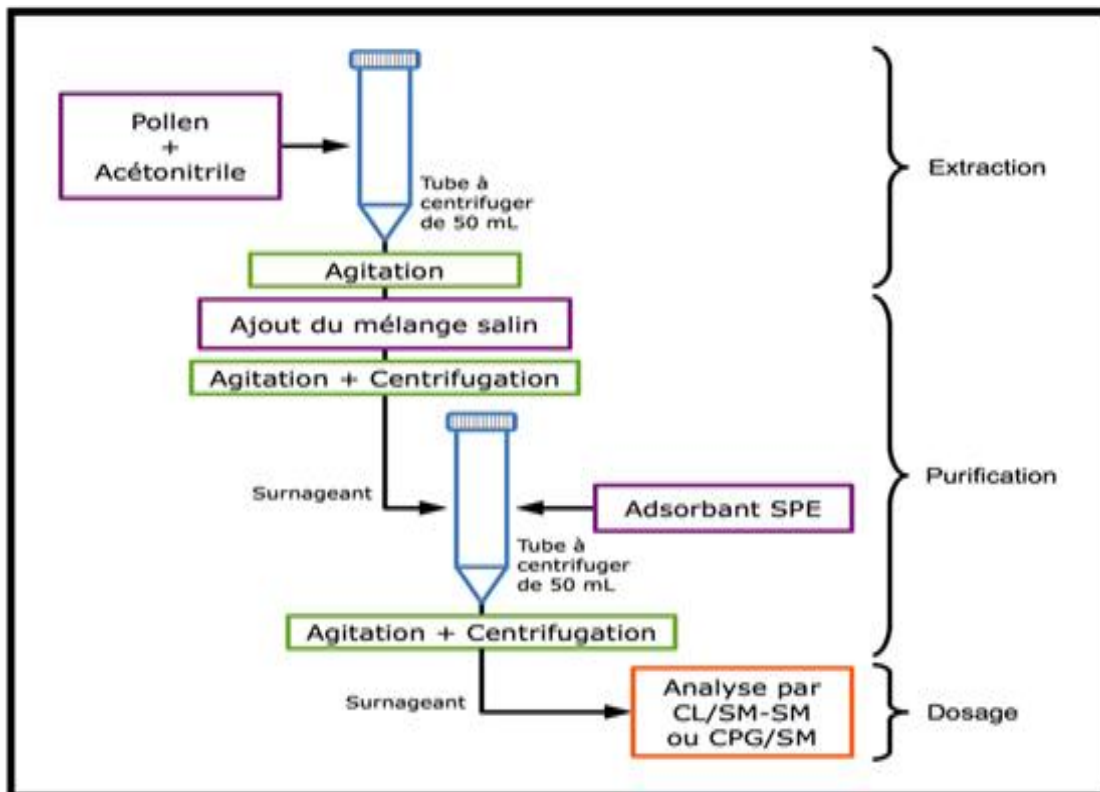 Pollen
+
Acétonitrile
Tube à
centrifuger
de 50 mL
Extraction
Agitation
Ajout du mélange salin
Agitation + Centrifugation
Surnageant
Adsorbant SPE
Purification
Tube à
centrifuger
de 50 mL
Agitation + Centrifugation
Surnageant
Analyse par
CL/SM-SM
ou CPG/SM
Dosage